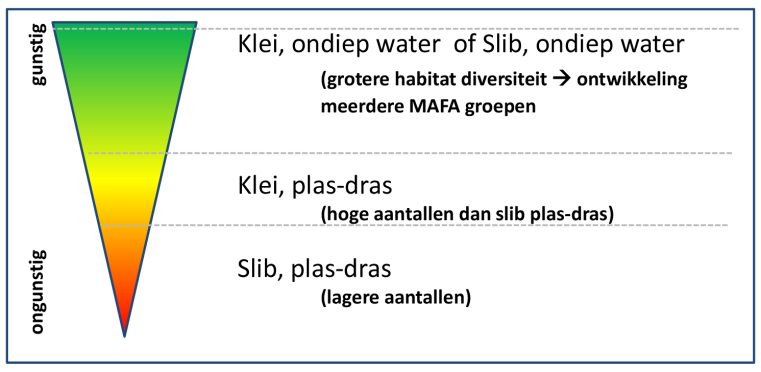 gunstig
Klei, ondiep water of Slib, ondiep water
(grotere habitat diversiteit → ontwikkeling
meerdere MAFA groepen
Klei, plas-dras
(hoge aantallen dan slib plas-dras)
ongunstig
Slib, plas-dras
(lagere aantallen)